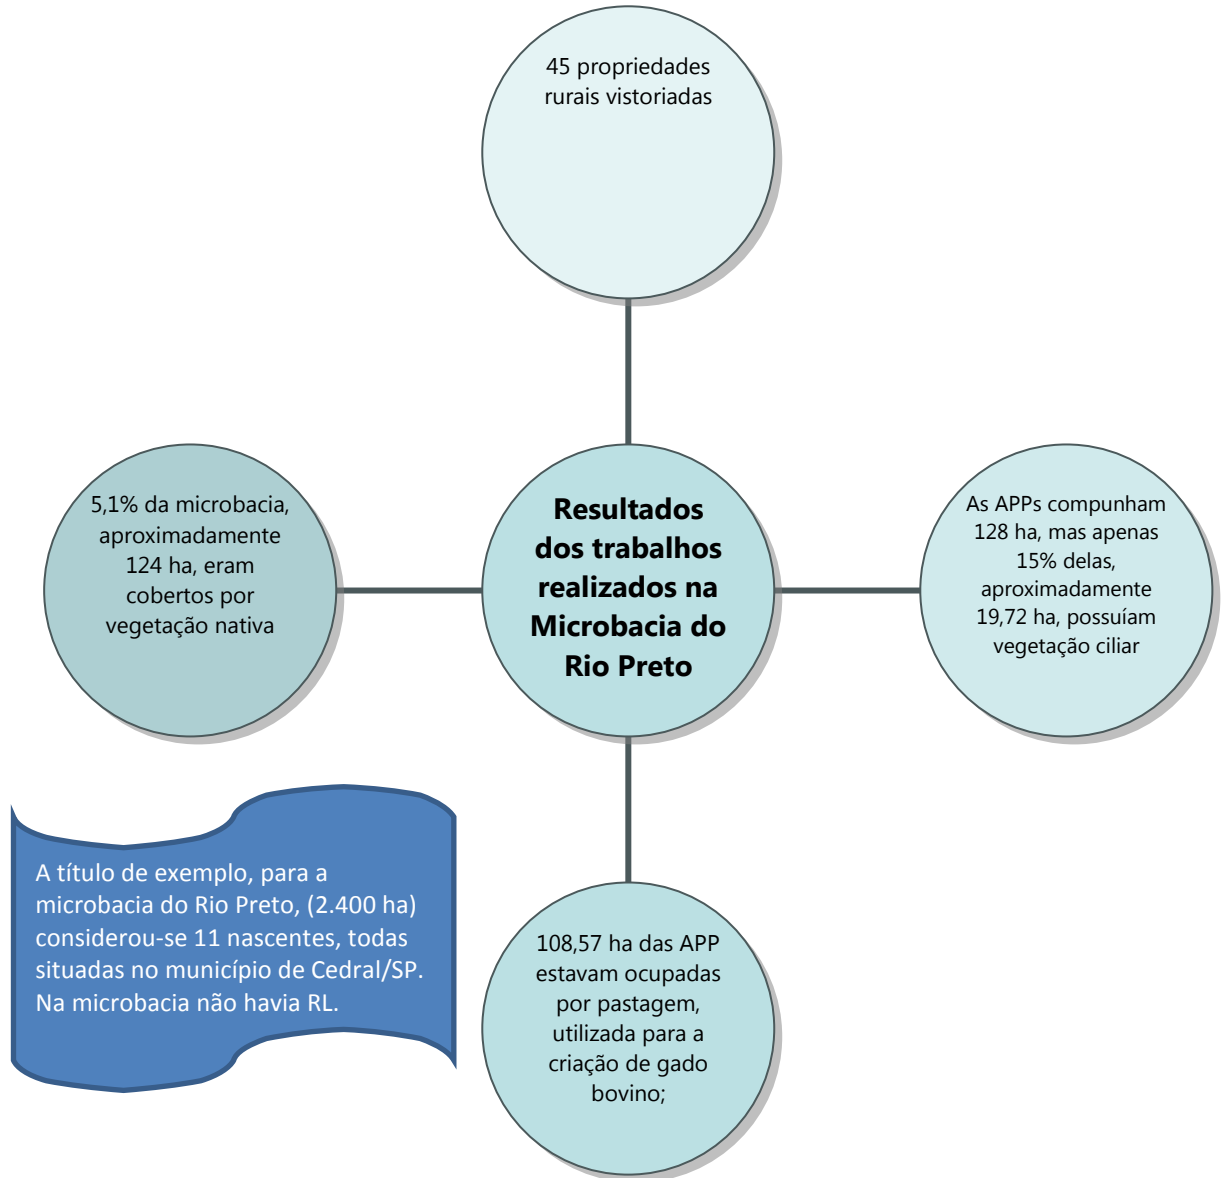 45 propriedades
rurais vistoriadas
5,1% da microbacia,
aproximadamente
124 ha, eram
cobertos por
vegetação nativa
Resultados
dos trabalhos
realizados na
Microbacia do
Rio Preto
As APPs compunham
128 ha, mas apenas
15% delas,
aproximadamente
19,72 ha, possuíam
vegetação ciliar
A título de exemplo, para a
microbacia do Rio Preto, (2.400 ha)
considerou-se 11 nascentes, todas
situadas no município de Cedral/SP.
Na microbacia não havia RL.
108,57 ha das APP
estavam ocupadas
por pastagem,
utilizada para a
criação de gado
bovino;